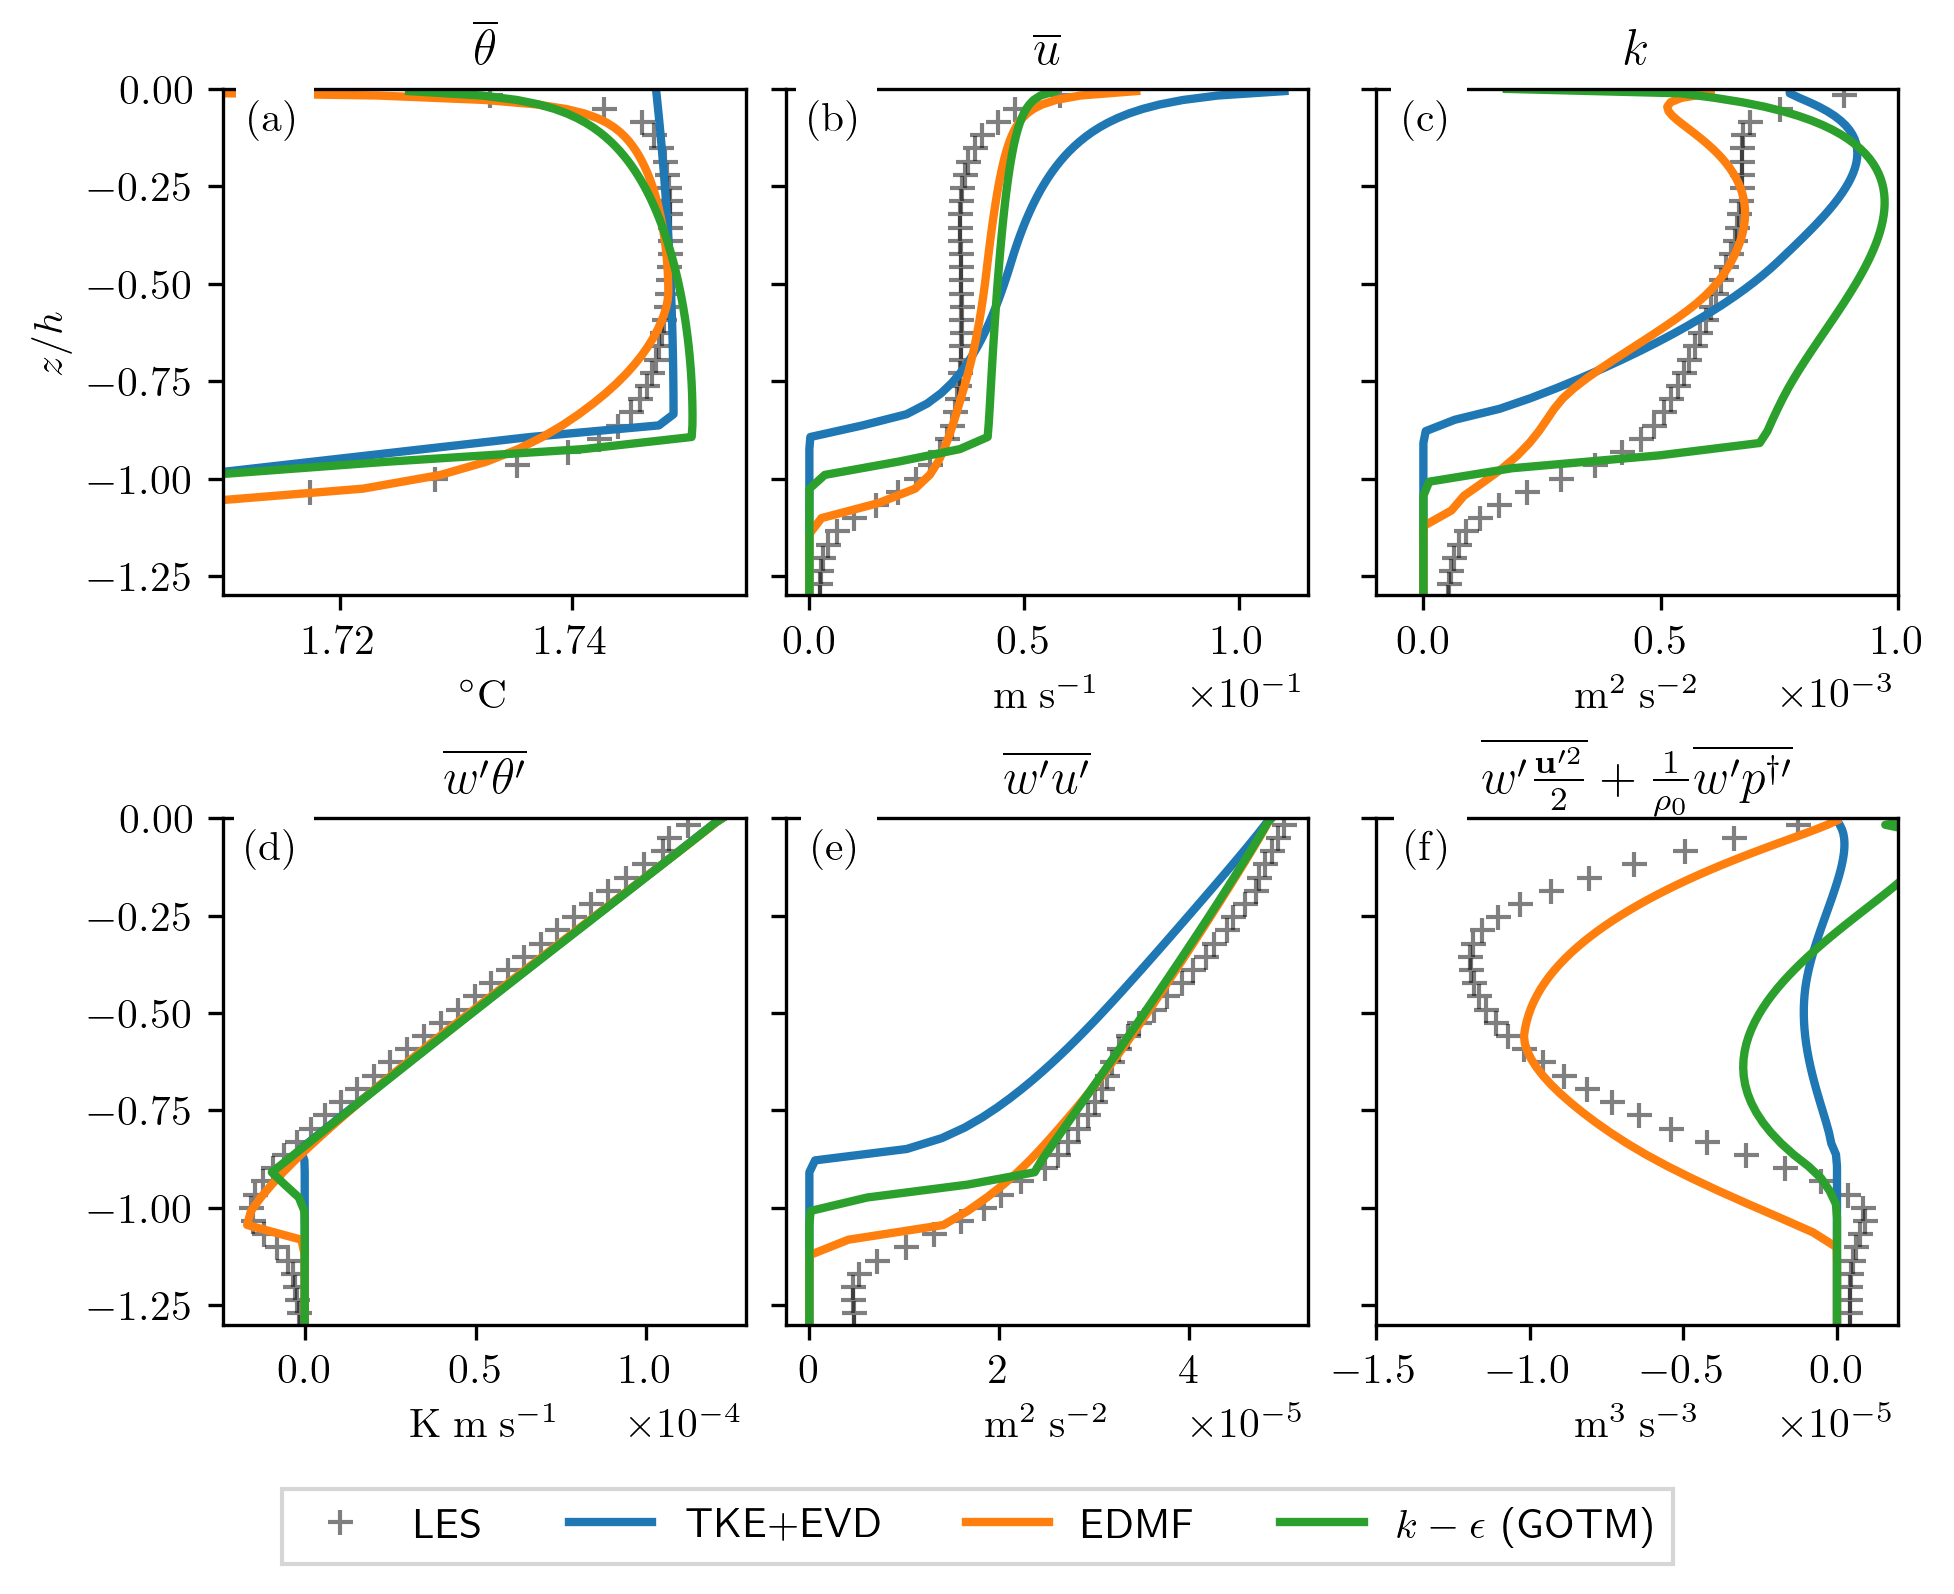 θ̅ u̅ k
(a) (b) (c)
0.00
−0.25
−0.50
−0.75
−1.00
−1.25
z/h
1.72 1.74 0.0 0.5 1.0 0.0 0.5 1.0
°C m s⁻¹ ×10⁻¹ m² s⁻² ×10⁻³
w′θ′ w′u′ w′ u′²/2 + 1/ρ₀ w′p†′
(d) (e) (f)
0.00
−0.25
−0.50
−0.75
−1.00
−1.25
0.0 0.5 1.0 0 2 4 −1.5 −1.0 −0.5 0.0
K m s⁻¹ ×10⁻⁴ m² s⁻² ×10⁻⁵ m³ s⁻³ ×10⁻⁵
LES TKE+EVD EDMF k − ϵ (GOTM)